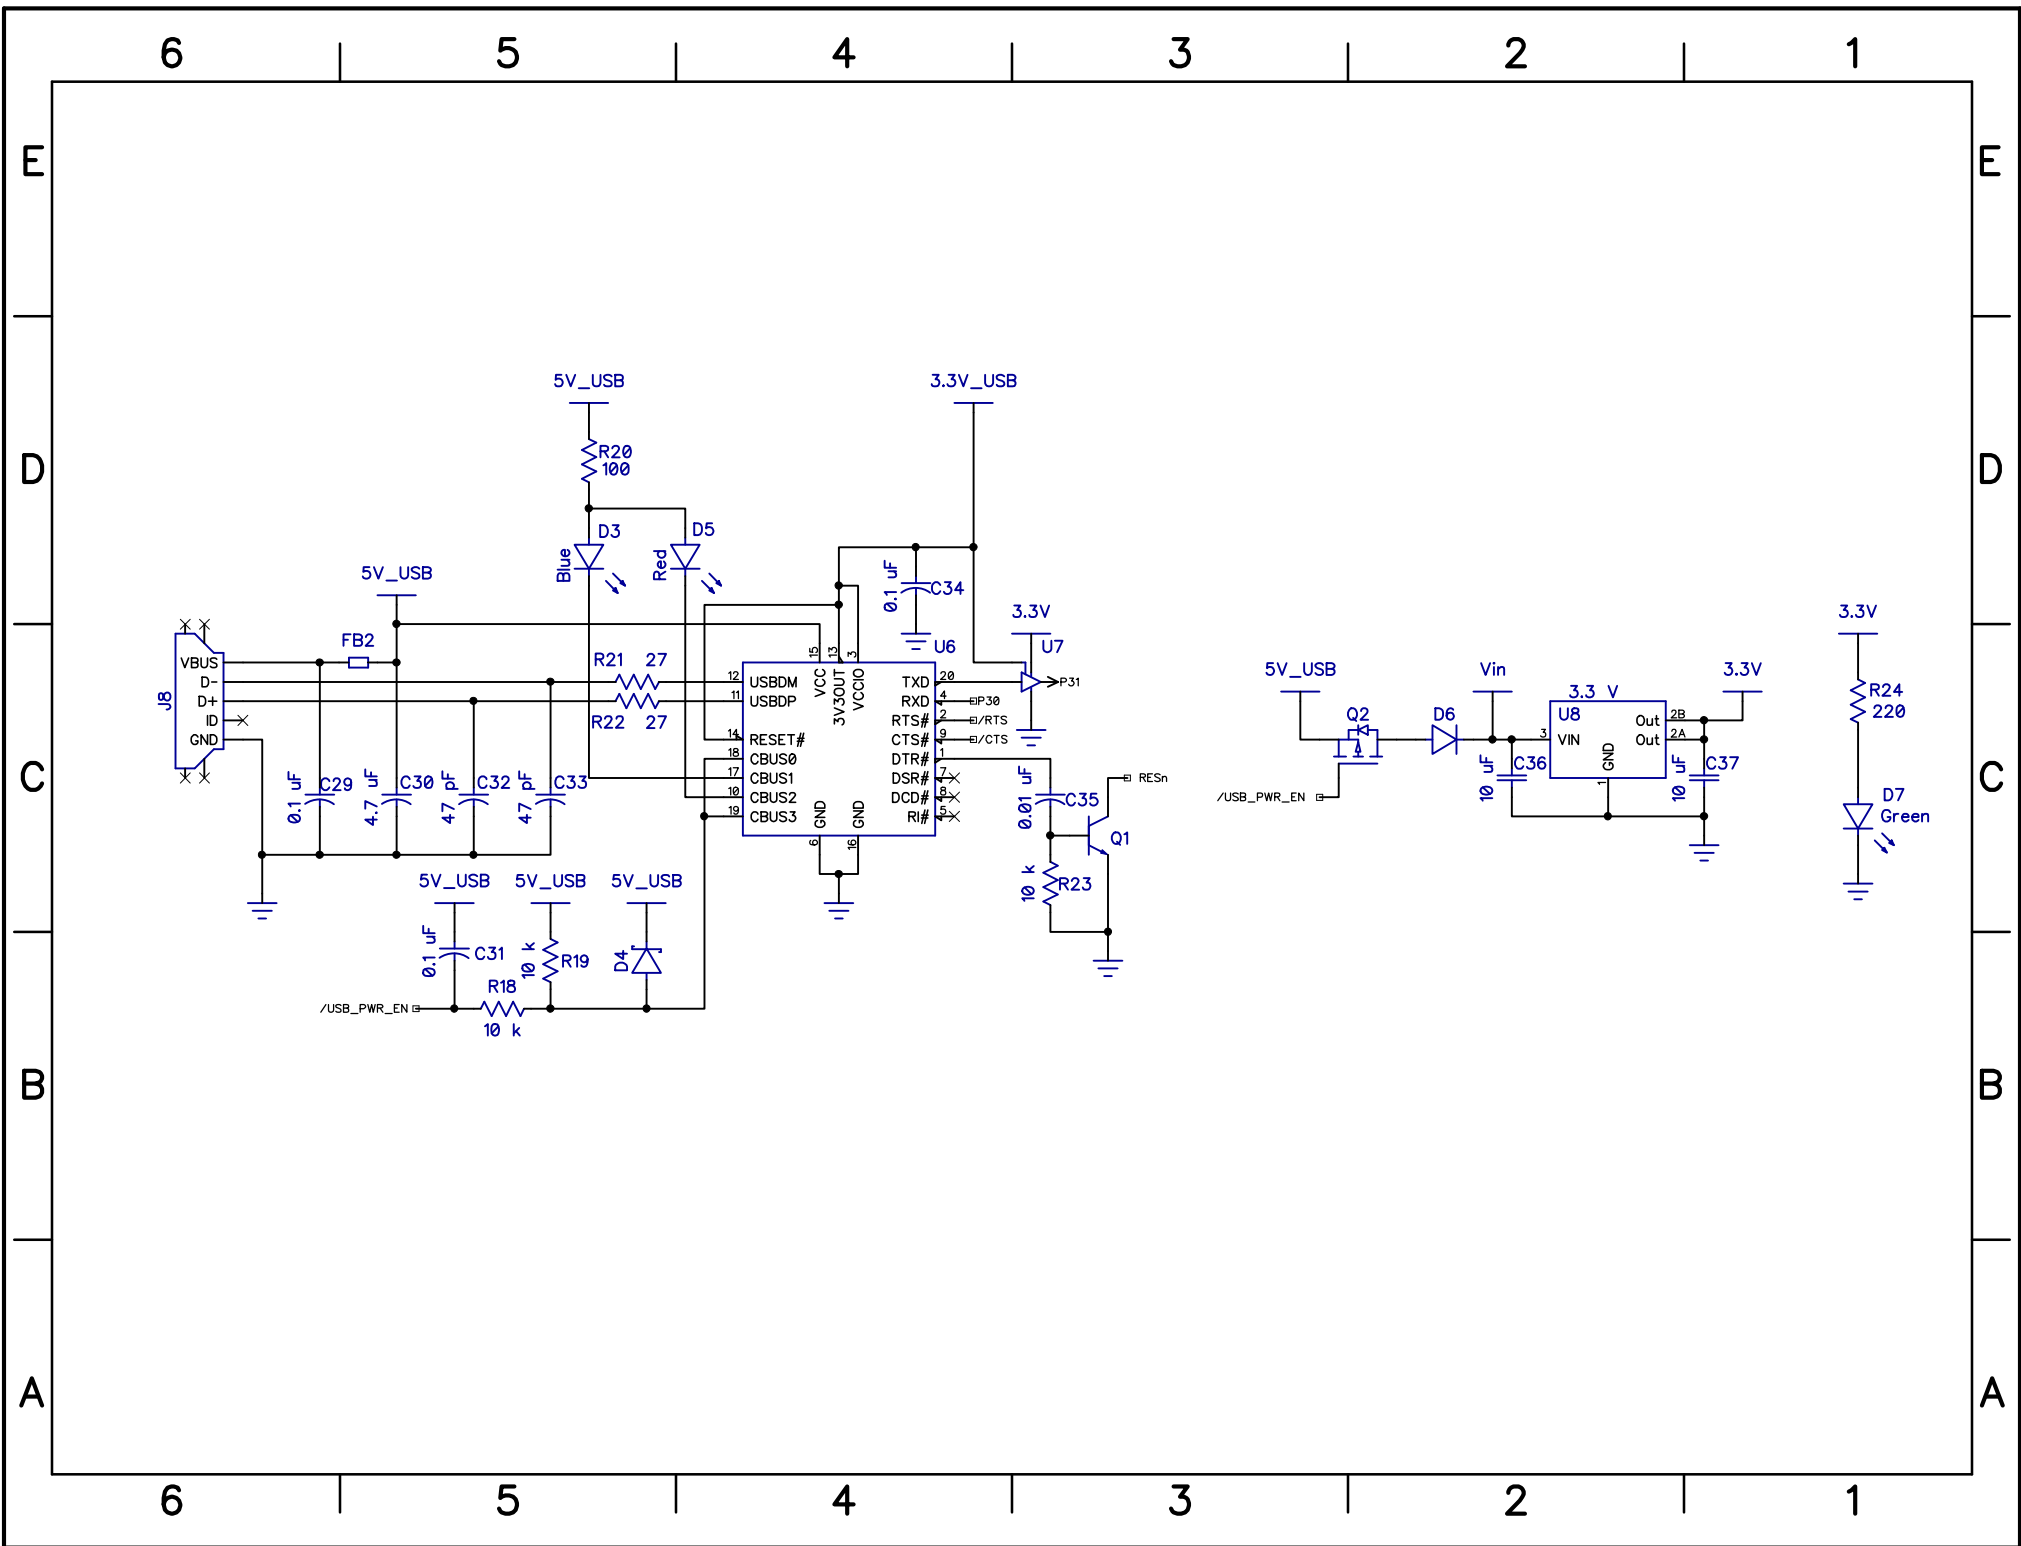 6 5 4 3 2 1
E E
5V_USB 3.3V_USB
D D
R20
100
D3 D5
Blue Red
5V_USB
0.1 uF C34
3.3V 3.3V
FB2 U6 U7
J8
VBUS
D-
D+
ID
GND
R21 27
R22 27
15 13 3
VCC 3V3OUT VCCIO
12 USBDM
11 USBDP
14 RESET#
18 CBUS0
17 CBUS1
10 CBUS2
19 CBUS3
GND GND
6 16
TXD 20 P31
RXD 4 P30
RTS# 2 /RTS
CTS# 9 /CTS
DTR# 1
DSR# 7
DCD# 8
RI# 5
5V_USB Vin 3.3V
3.3 V
Q2 D6 U8
Out 2B
3 VIN Out 2A
GND
1
R24
220
C C
0.1 uF C29
4.7 uF C30
47 pF C32
47 pF C33
0.01 uF C35
RESn
/USB_PWR_EN
10 uF C36
10 uF C37
D7
Green
Q1
10 k R23
5V_USB 5V_USB 5V_USB
0.1 uF C31
10 k R19
D4
R18
/USB_PWR_EN
10 k
B B
A A
6 5 4 3 2 1